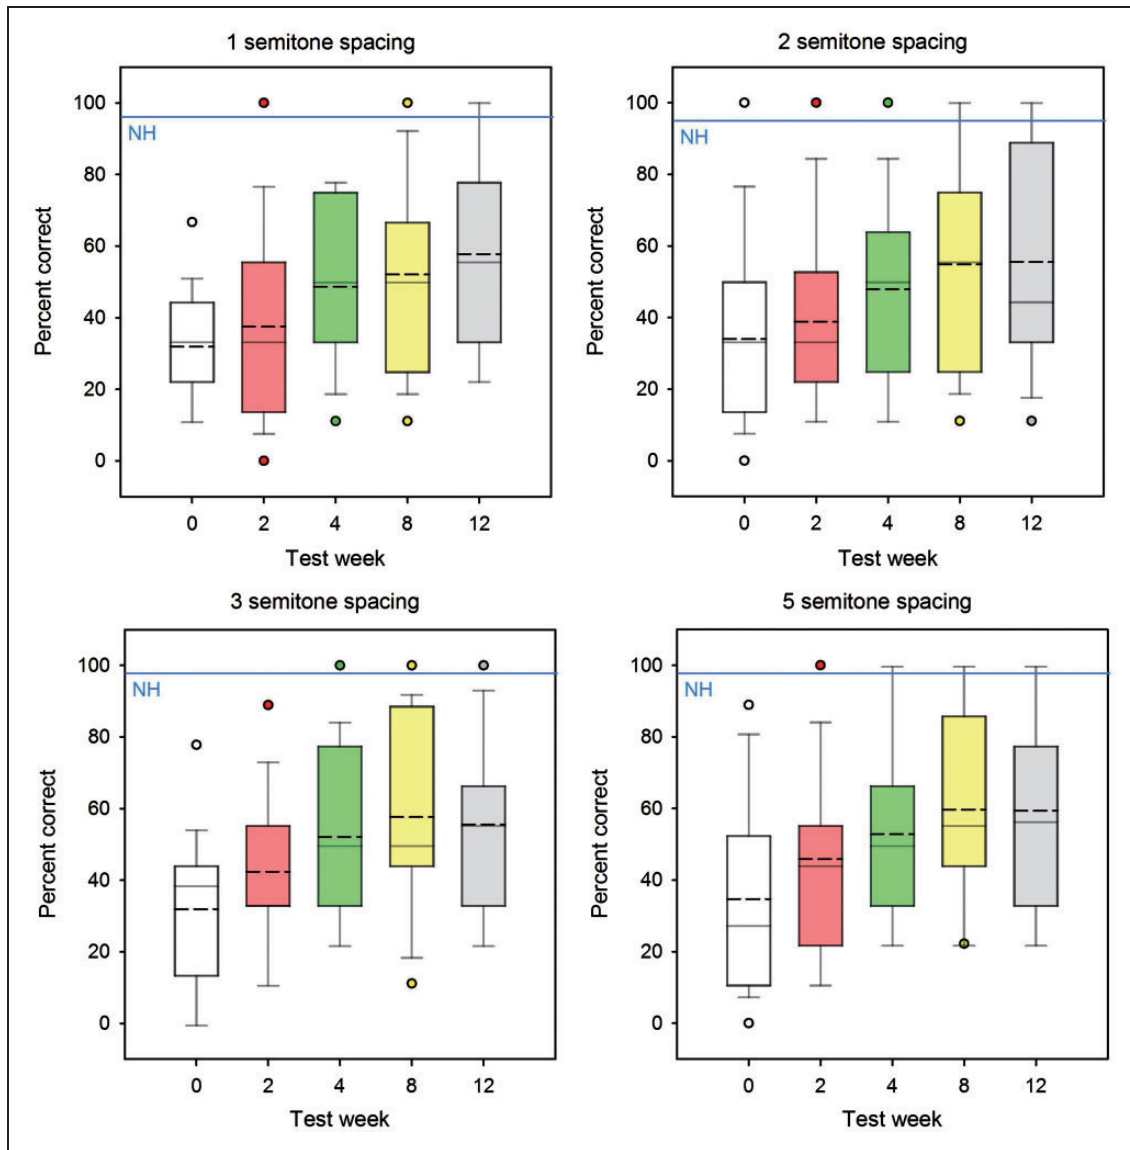 1 semitone spacing
100
80
60
40
20
0
NH
Percent correct
0 2 4 8 12
Test week
2 semitone spacing
100
80
60
40
20
0
NH
Percent correct
0 2 4 8 12
Test week
3 semitone spacing
100
80
60
40
20
0
NH
Percent correct
0 2 4 8 12
Test week
5 semitone spacing
100
80
60
40
20
0
NH
Percent correct
0 2 4 8 12
Test week